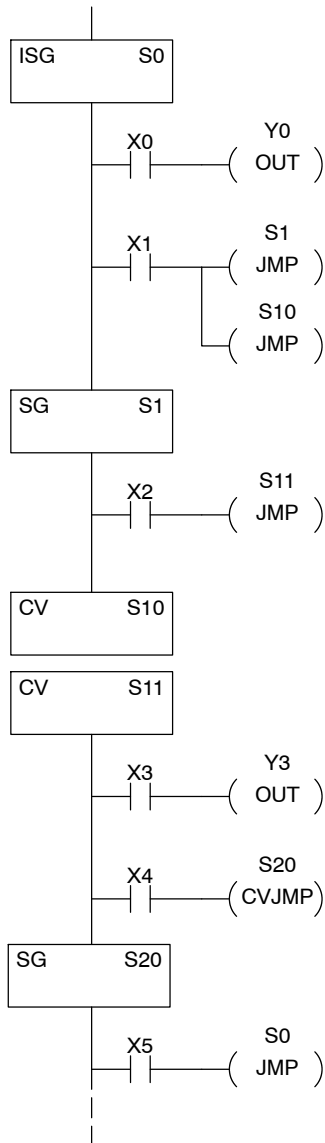 ISG S0
Y0
X0 OUT
S1
X1 JMP
S10
JMP
SG S1
S11
X2 JMP
CV S10
CV S11
Y3
X3 OUT
S20
X4 CVJMP
SG S20
S0
X5 JMP